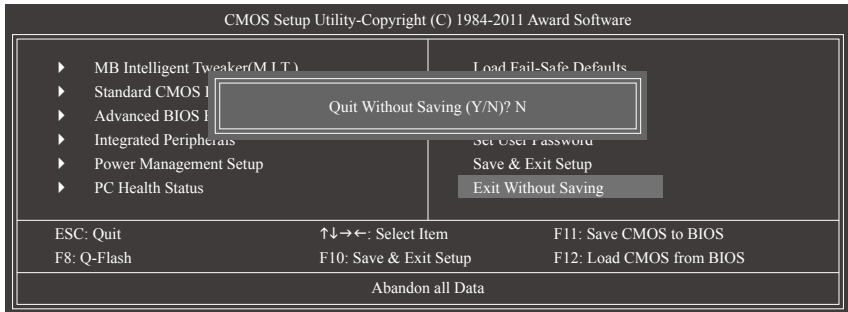 CMOS Setup Utility-Copyright (C) 1984-2011 Award Software
MB Intelligent Tweaker(M.I.T.)
Standard CMOS
Advanced BIOS
Integrated Peripherals
Power Management Setup
PC Health Status
Load Fail-Safe Defaults
Set User Password
Save & Exit Setup
Exit Without Saving
Quit Without Saving (Y/N)? N
ESC: Quit
↑↓→←: Select Item
F11: Save CMOS to BIOS
F8: Q-Flash
F10: Save & Exit Setup
F12: Load CMOS from BIOS
Abandon all Data